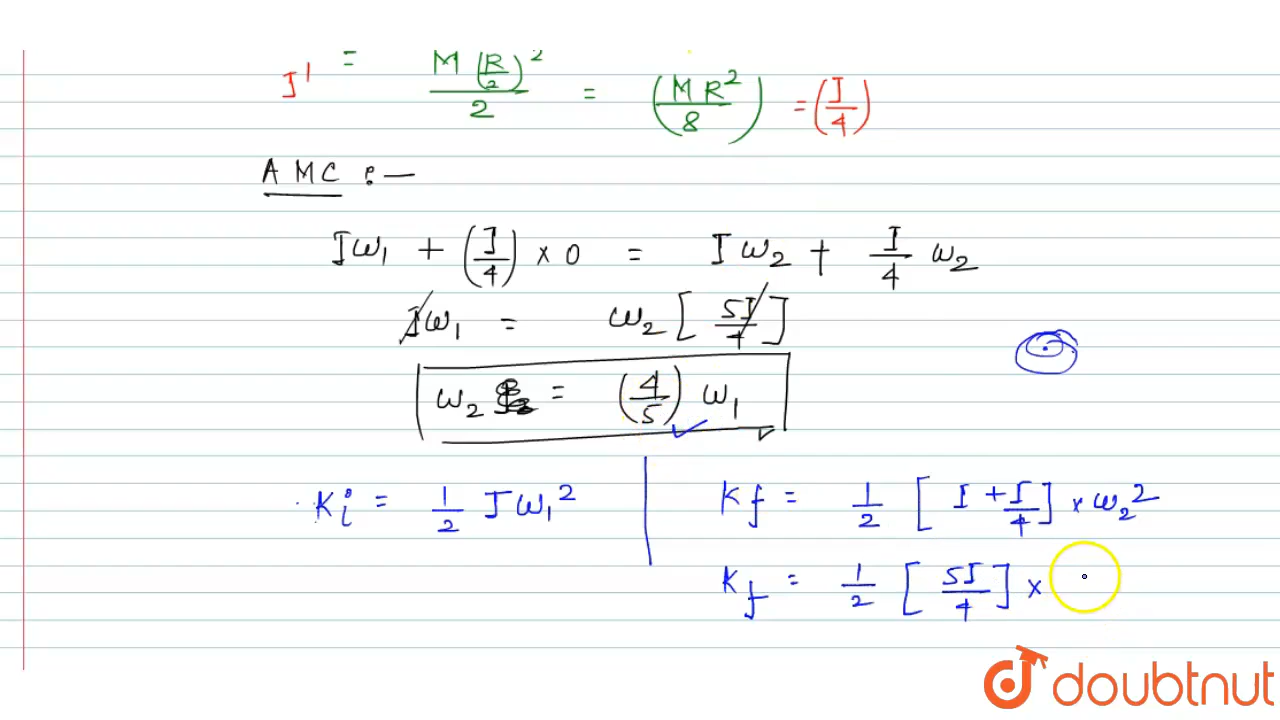 I' = M(R/2)²/2 = (MR²/8) = (I/4)
AMC :—
Iω₁ + (I/4) × 0 = Iω₂ + I/4 ω₂
Iω₁ = ω₂ [5I/4]
ω₂ = (4/5) ω₁
Kᵢ = 1/2 Iω₁²
Kf = 1/2 [I + I/4] × ω₂²
Kf = 1/2 [5I/4] ×
doubtnut